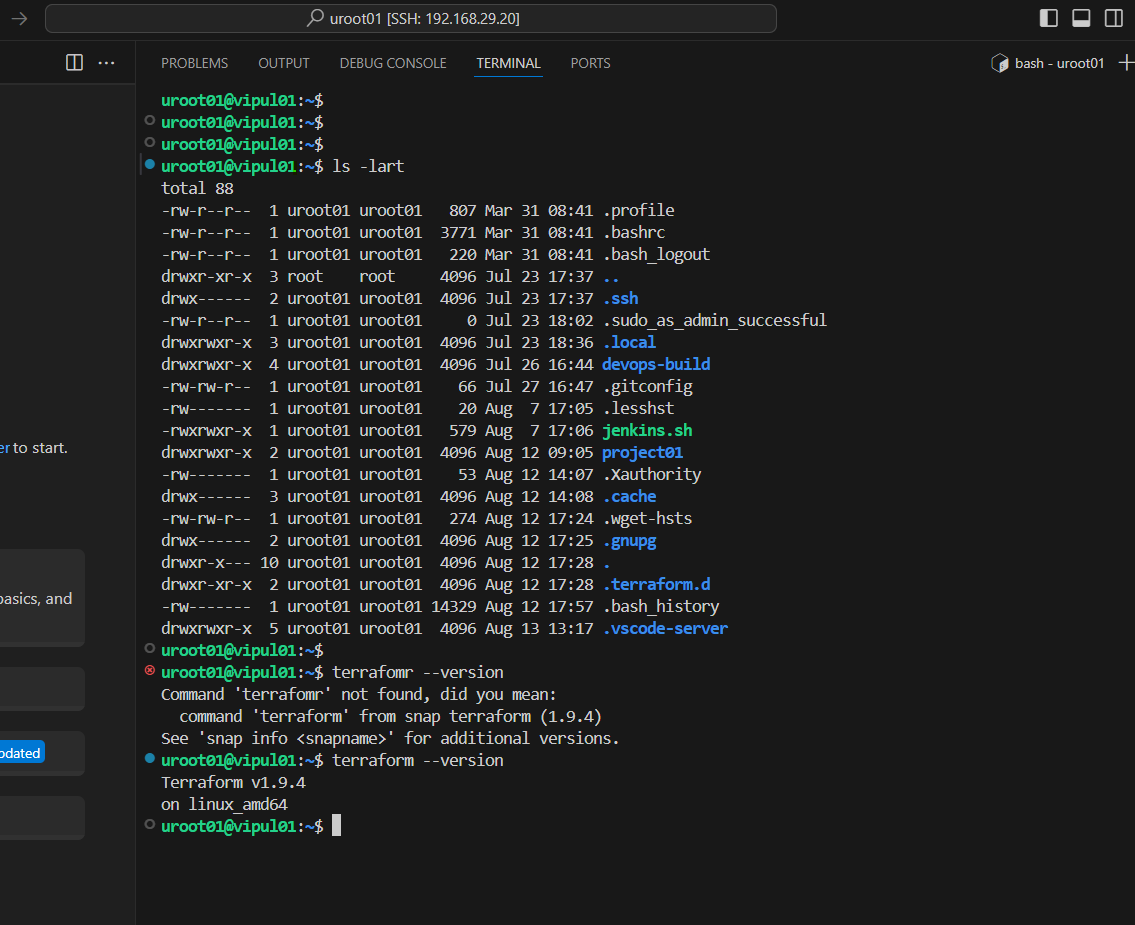 uroot01 [SSH: 192.168.29.20]
PROBLEMS OUTPUT DEBUG CONSOLE TERMINAL PORTS bash - uroot01
uroot01@vipul01:~$
uroot01@vipul01:~$
uroot01@vipul01:~$
uroot01@vipul01:~$ ls -lart
total 88
-rw-r--r--  1 uroot01 uroot01   807 Mar 31 08:41 .profile
-rw-r--r--  1 uroot01 uroot01  3771 Mar 31 08:41 .bashrc
-rw-r--r--  1 uroot01 uroot01   220 Mar 31 08:41 .bash_logout
drwxr-xr-x  3 root    root     4096 Jul 23 17:37 ..
drwx------  2 uroot01 uroot01  4096 Jul 23 17:37 .ssh
-rw-r--r--  1 uroot01 uroot01     0 Jul 23 18:02 .sudo_as_admin_successful
drwxrwxr-x  3 uroot01 uroot01  4096 Jul 23 18:36 .local
drwxrwxr-x  4 uroot01 uroot01  4096 Jul 26 16:44 devops-build
-rw-rw-r--  1 uroot01 uroot01    66 Jul 27 16:47 .gitconfig
-rw-------  1 uroot01 uroot01    20 Aug  7 17:05 .lesshst
-rwxrwxr-x  1 uroot01 uroot01   579 Aug  7 17:06 jenkins.sh
drwxrwxr-x  2 uroot01 uroot01  4096 Aug 12 09:05 project01
-rw-------  1 uroot01 uroot01    53 Aug 12 14:07 .Xauthority
drwx------  3 uroot01 uroot01  4096 Aug 12 14:08 .cache
-rw-rw-r--  1 uroot01 uroot01   274 Aug 12 17:24 .wget-hsts
drwx------  2 uroot01 uroot01  4096 Aug 12 17:25 .gnupg
drwxr-x--- 10 uroot01 uroot01  4096 Aug 12 17:28 .
drwxr-xr-x  2 uroot01 uroot01  4096 Aug 12 17:28 .terraform.d
-rw-------  1 uroot01 uroot01 14329 Aug 12 17:57 .bash_history
drwxrwxr-x  5 uroot01 uroot01  4096 Aug 13 13:17 .vscode-server
uroot01@vipul01:~$
uroot01@vipul01:~$ terrafomr --version
Command 'terrafomr' not found, did you mean:
  command 'terraform' from snap terraform (1.9.4)
See 'snap info <snapname>' for additional versions.
uroot01@vipul01:~$ terraform --version
Terraform v1.9.4
on linux_amd64
uroot01@vipul01:~$
er to start.
basics, and
pdated